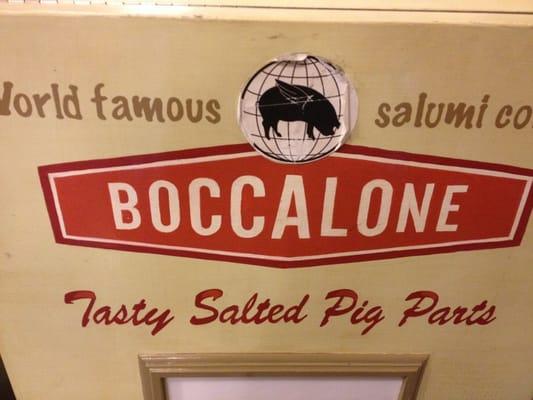 World famous salumi co
BOCCALONE
Tasty Salted Pig Parts